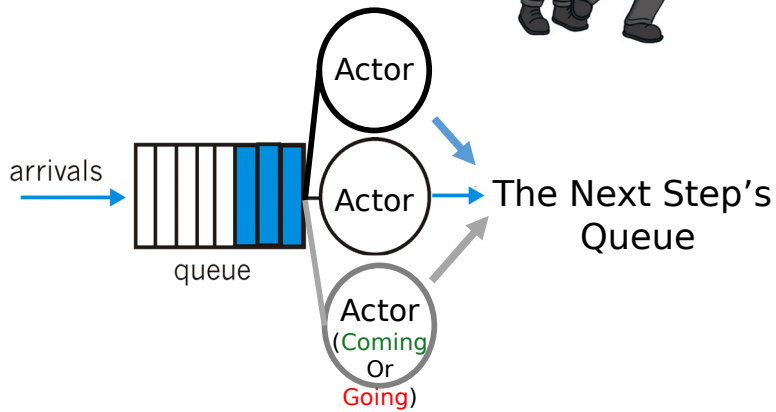 Actor
arrivals
Actor
The Next Step's
Queue
queue
Actor
(Coming
Or
Going)